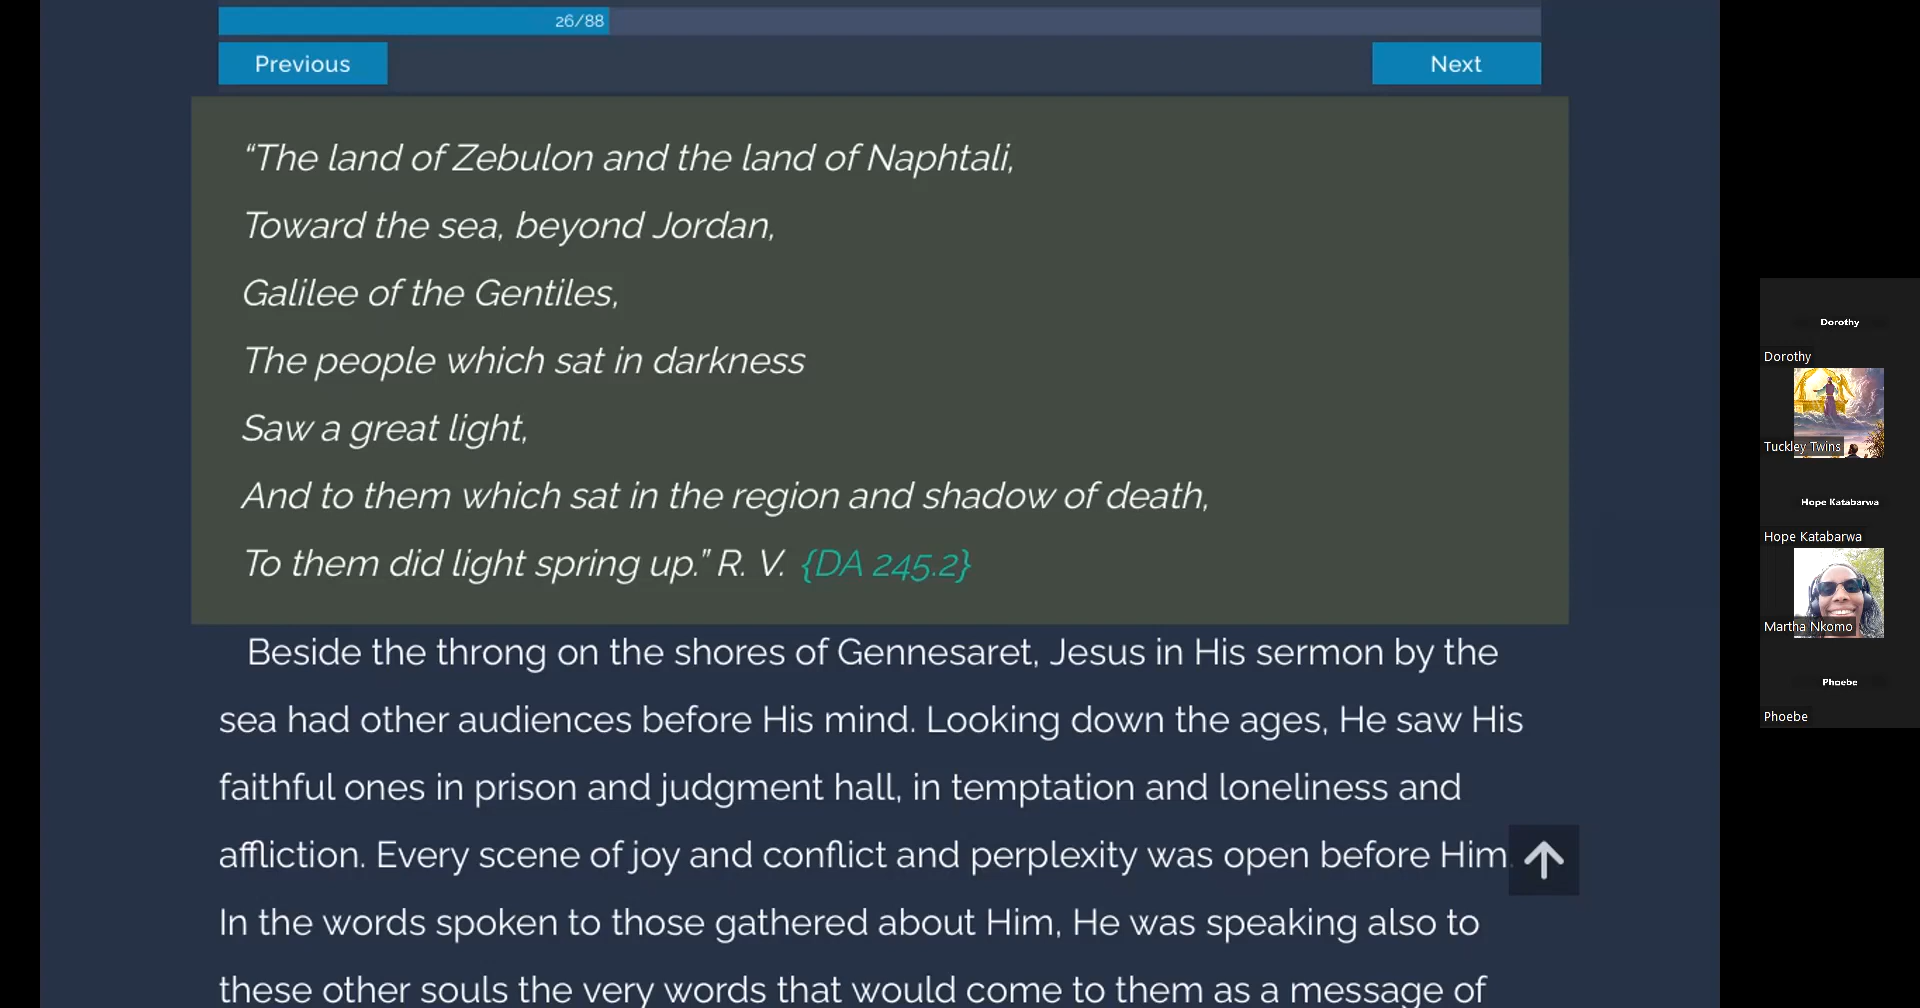 26/88
Previous
Next
“The land of Zebulon and the land of Naphtali,
Toward the sea, beyond Jordan,
Galilee of the Gentiles,
The people which sat in darkness
Saw a great light,
And to them which sat in the region and shadow of death,
To them did light spring up.” R. V. {DA 245.2}
Beside the throng on the shores of Gennesaret, Jesus in His sermon by the
sea had other audiences before His mind. Looking down the ages, He saw His
faithful ones in prison and judgment hall, in temptation and loneliness and
affliction. Every scene of joy and conflict and perplexity was open before Him.
In the words spoken to those gathered about Him, He was speaking also to
these other souls the very words that would come to them as a message of
Dorothy
Dorothy
Tuckley Twins
Hope Katabarwa
Hope Katabarwa
Martha Nkomo
Phoebe
Phoebe